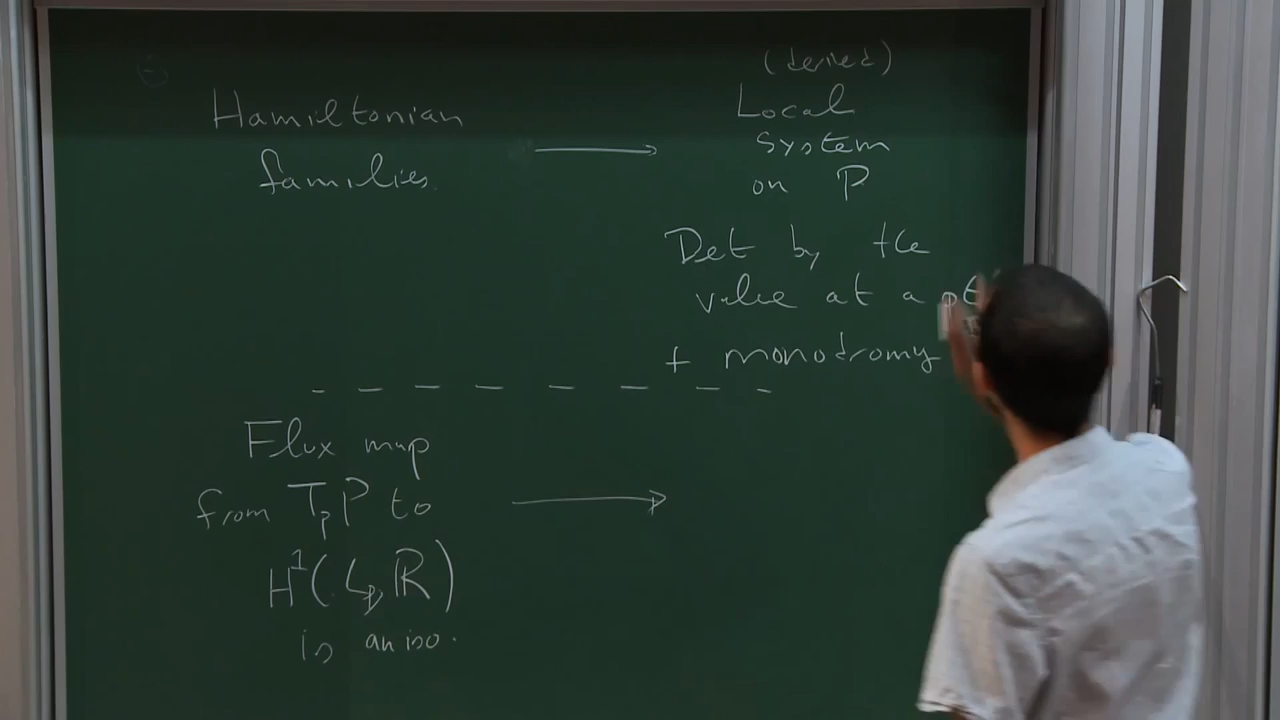 Hamiltonian
families.
(derived)
Local
System
on P
Det by the
value at a pt
+ monodromy
Flux map
from TₚP to
H¹(Lₚ, ℝ)
is an iso.